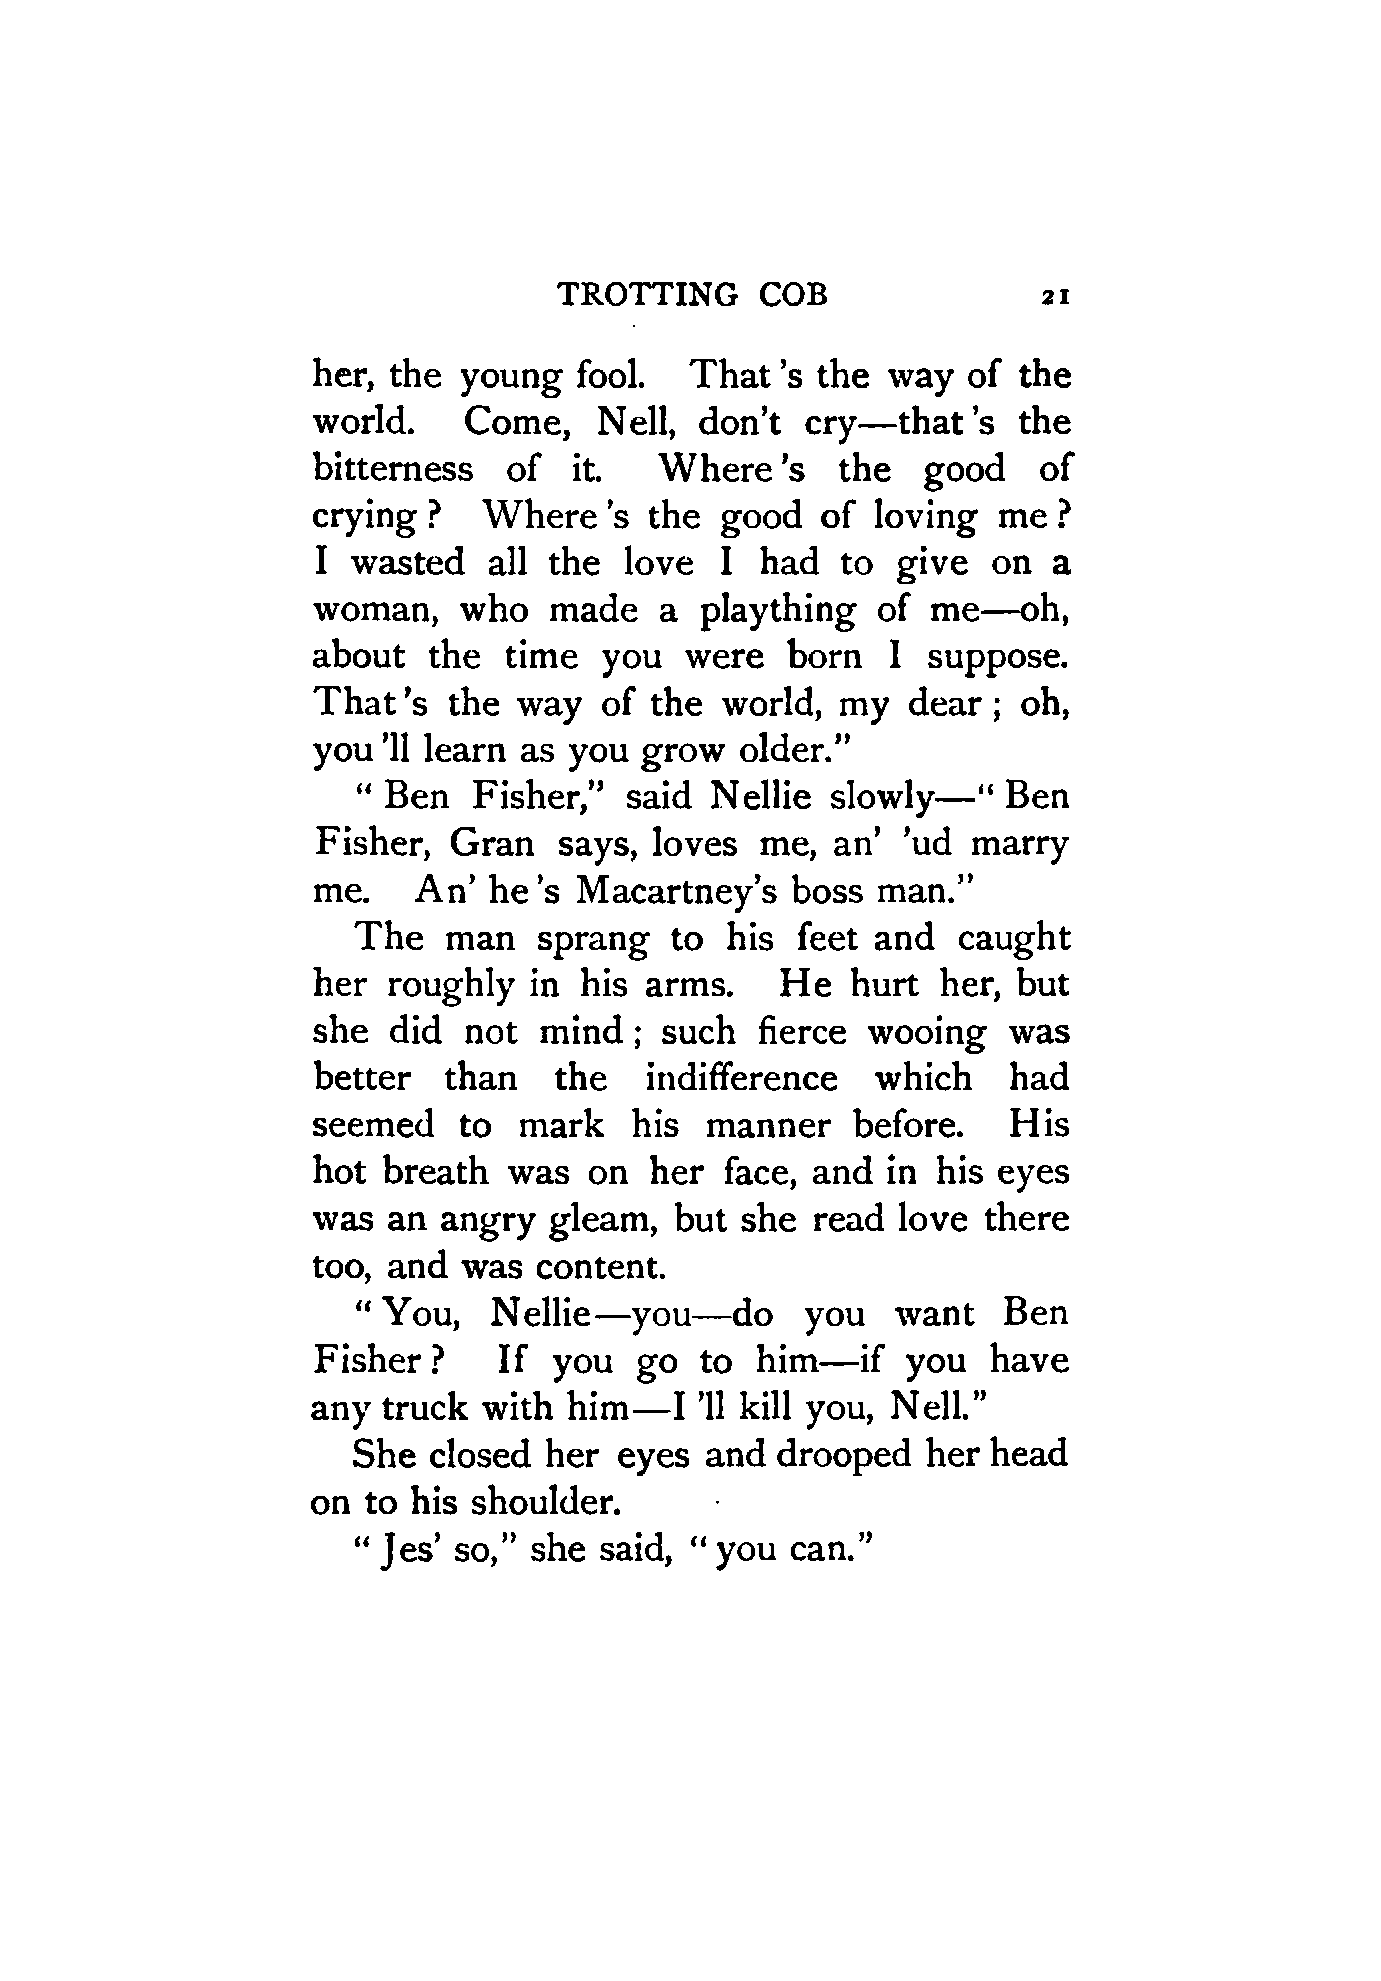 TROTTING COB 21
her, the young fool. That 's the way of the
world. Come, Nell, don't cry—that 's the
bitterness of it. Where 's the good of
crying ? Where 's the good of loving me ?
I wasted all the love I had to give on a
woman, who made a plaything of me—oh,
about the time you were born I suppose.
That 's the way of the world, my dear ; oh,
you 'll learn as you grow older."
" Ben Fisher," said Nellie slowly—" Ben
Fisher, Gran says, loves me, an' 'ud marry
me. An' he 's Macartney's boss man."
The man sprang to his feet and caught
her roughly in his arms. He hurt her, but
she did not mind ; such fierce wooing was
better than the indifference which had
seemed to mark his manner before. His
hot breath was on her face, and in his eyes
was an angry gleam, but she read love there
too, and was content.
" You, Nellie—you—do you want Ben
Fisher ? If you go to him—if you have
any truck with him—I 'll kill you, Nell."
She closed her eyes and drooped her head
on to his shoulder.
" Jes' so," she said, " you can."